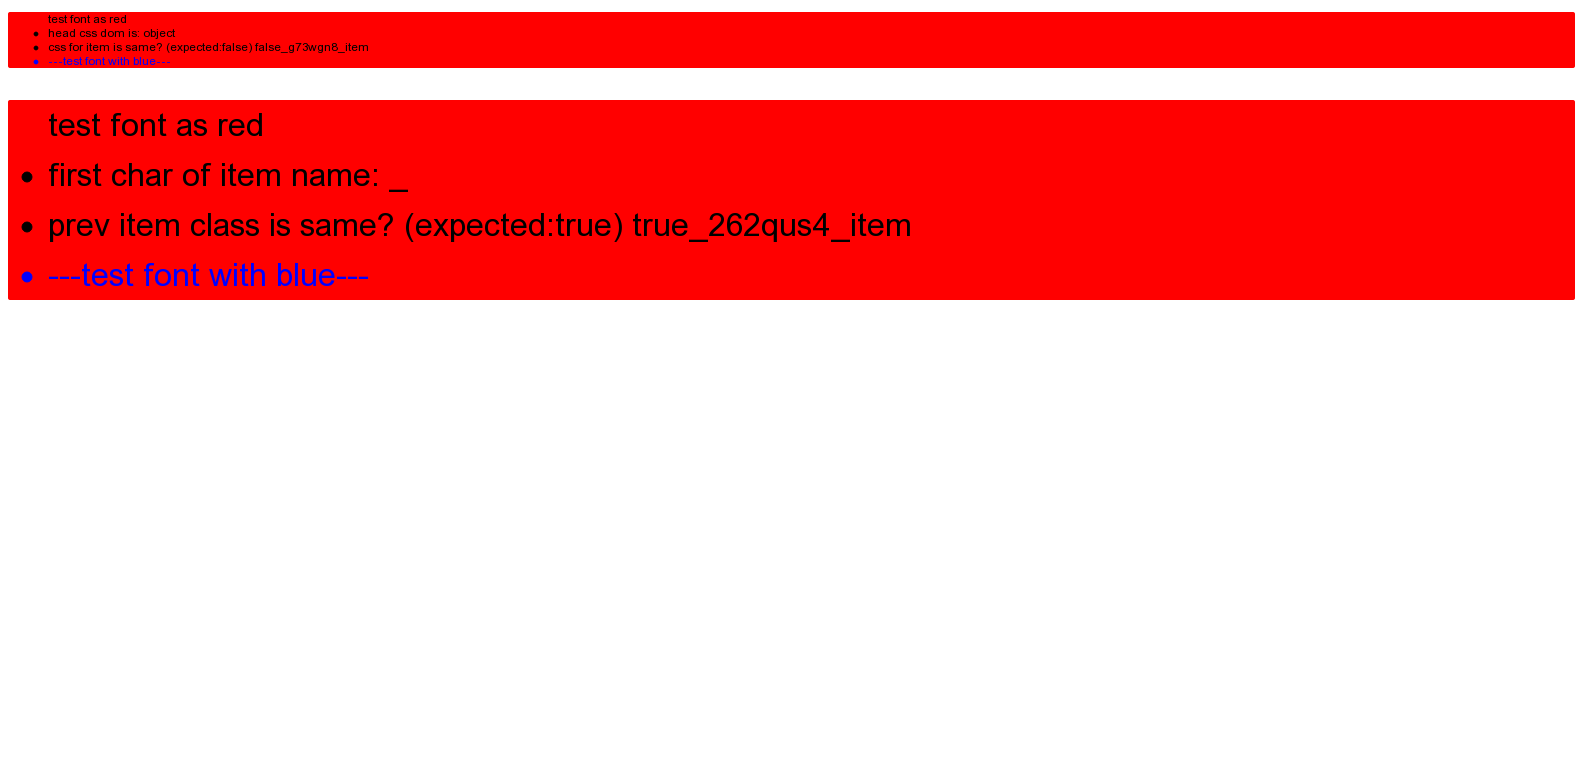 test font as red
head css dom is: object
css for item is same? (expected:false) false_g73wgn8_item
---test font with blue---
test font as red
first char of item name: _
prev item class is same? (expected:true) true_262qus4_item
---test font with blue---